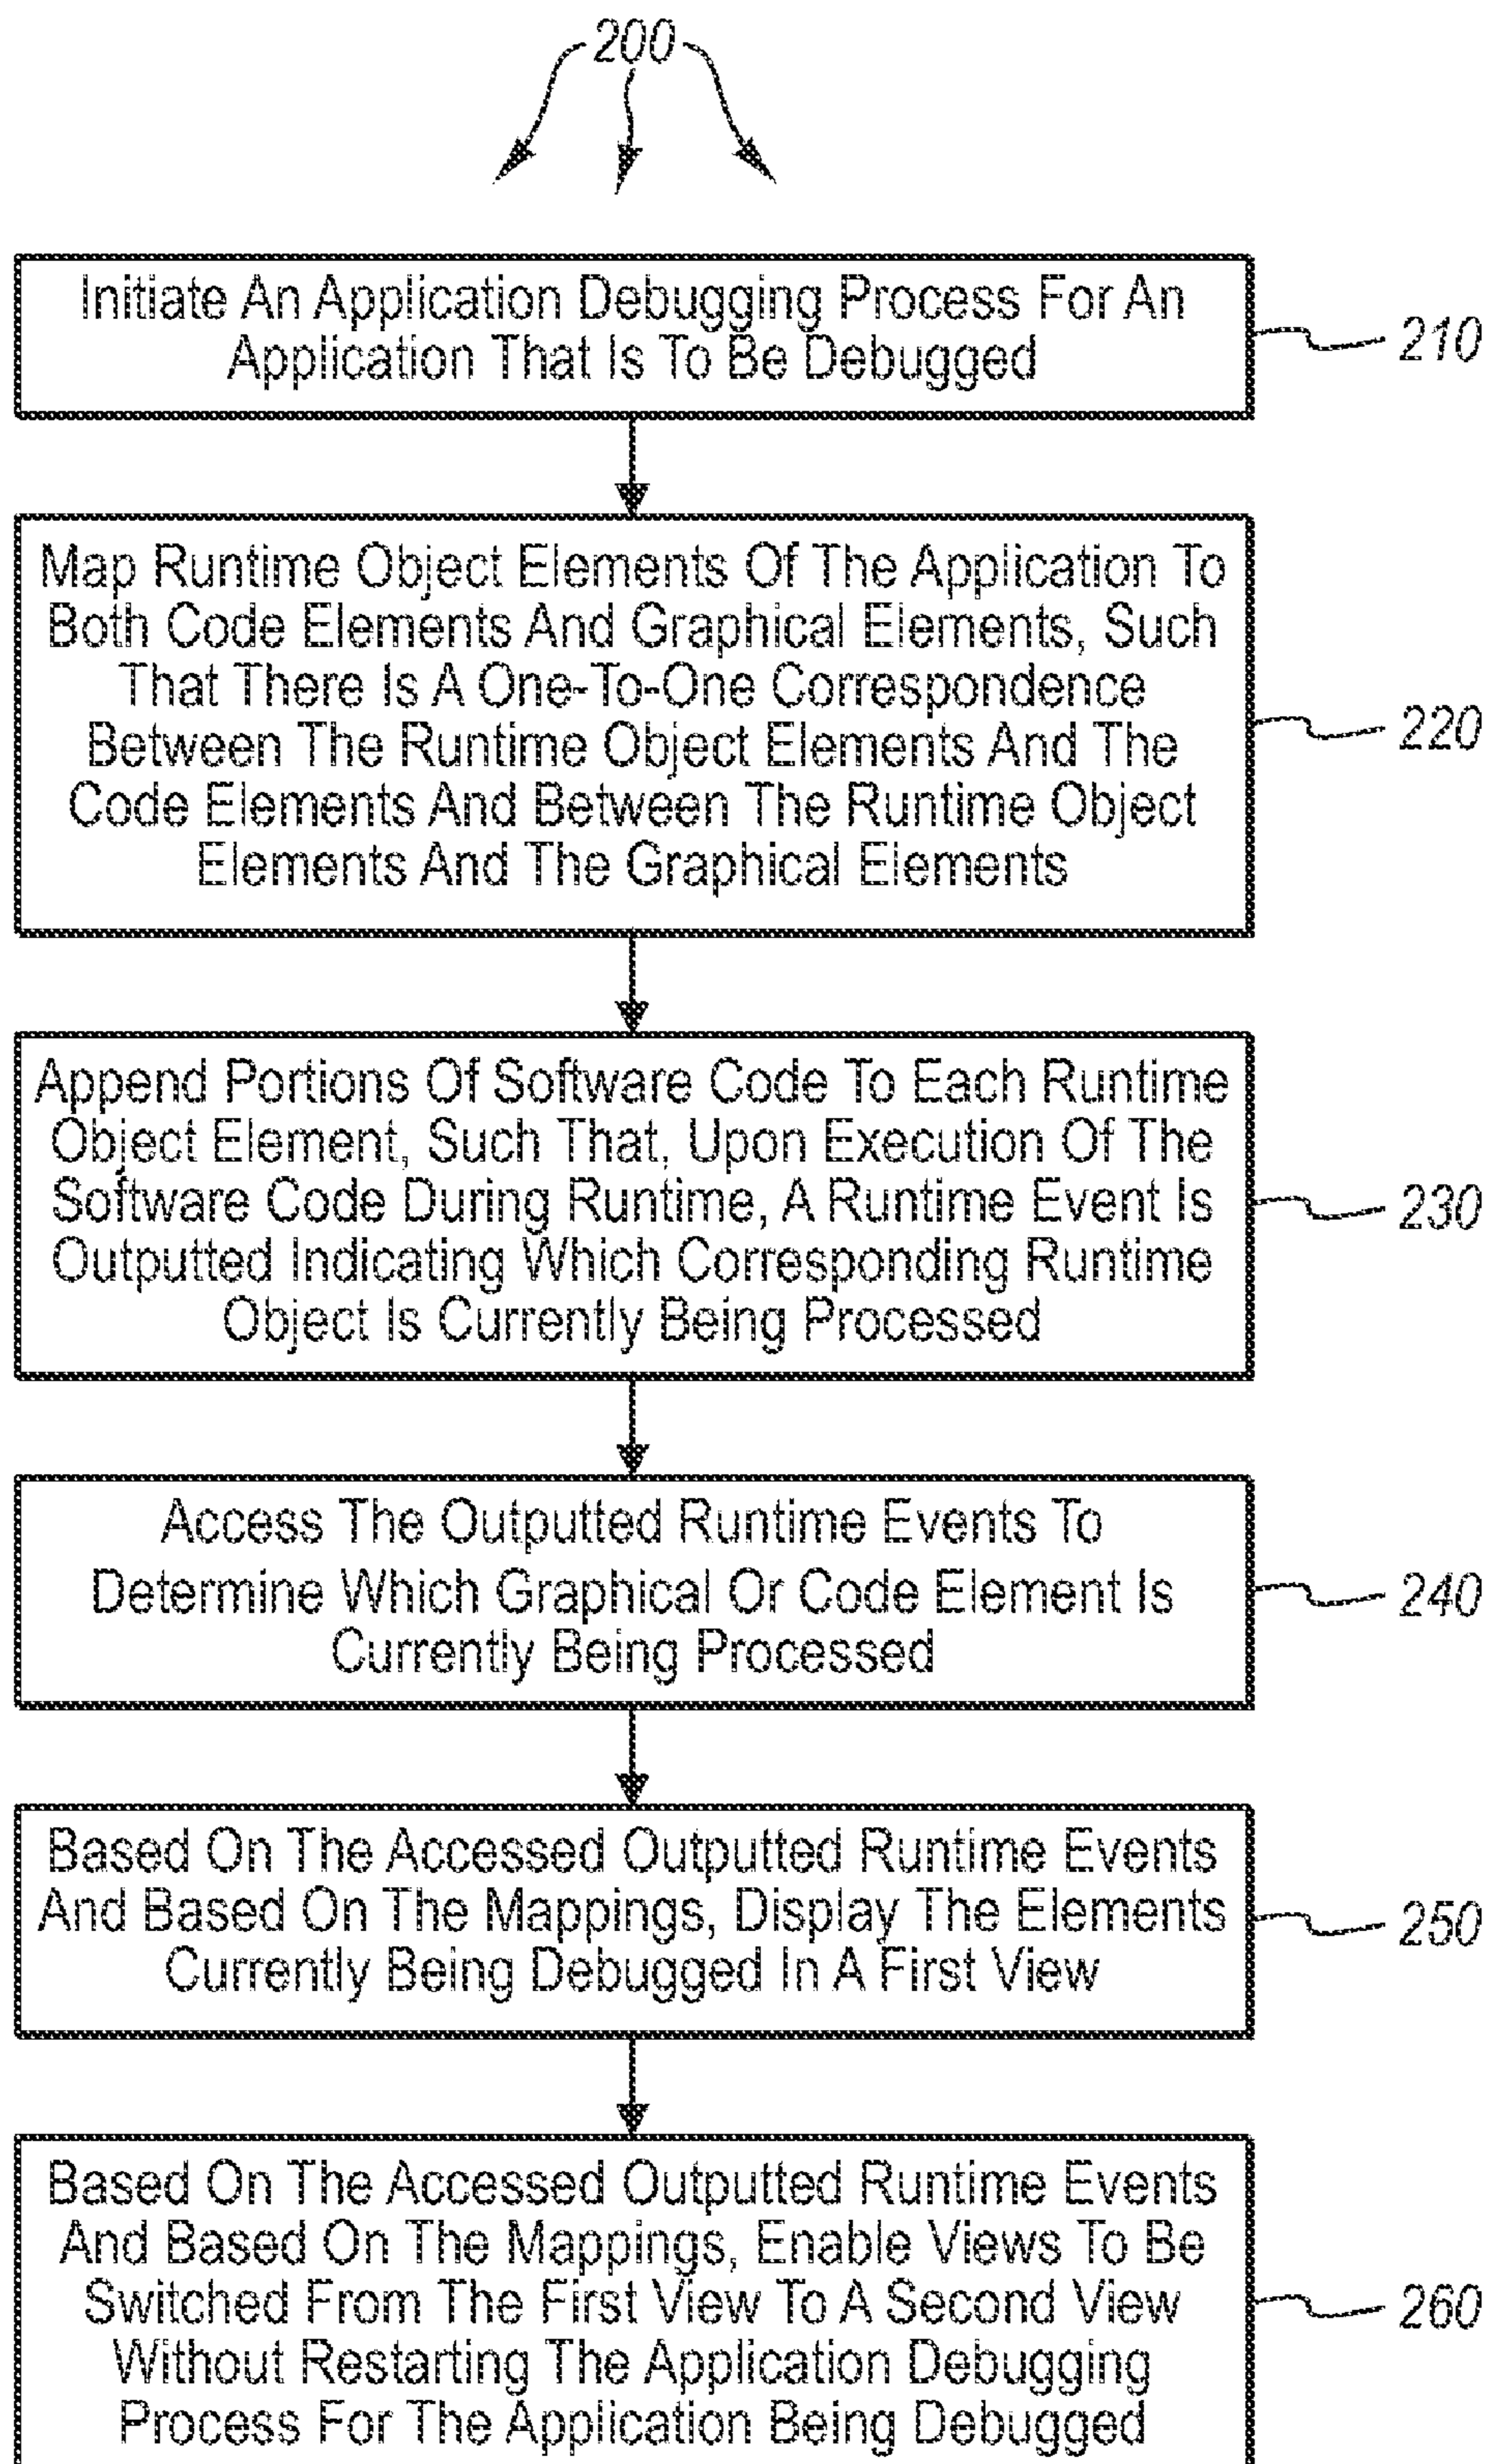 200
Initiate An Application Debugging Process For An
Application That Is To Be Debugged
210
Map Runtime Object Elements Of The Application To
Both Code Elements And Graphical Elements, Such
That There Is A One-To-One Correspondence
Between The Runtime Object Elements And The
Code Elements And Between The Runtime Object
Elements And The Graphical Elements
220
Append Portions Of Software Code To Each Runtime
Object Element, Such That, Upon Execution Of The
Software Code During Runtime, A Runtime Event Is
Outputted Indicating Which Corresponding Runtime
Object Is Currently Being Processed
230
Access The Outputted Runtime Events To
Determine Which Graphical Or Code Element Is
Currently Being Processed
240
Based On The Accessed Outputted Runtime Events
And Based On The Mappings, Display The Elements
Currently Being Debugged In A First View
250
Based On The Accessed Outputted Runtime Events
And Based On The Mappings, Enable Views To Be
Switched From The First View To A Second View
Without Restarting The Application Debugging
Process For The Application Being Debugged
260